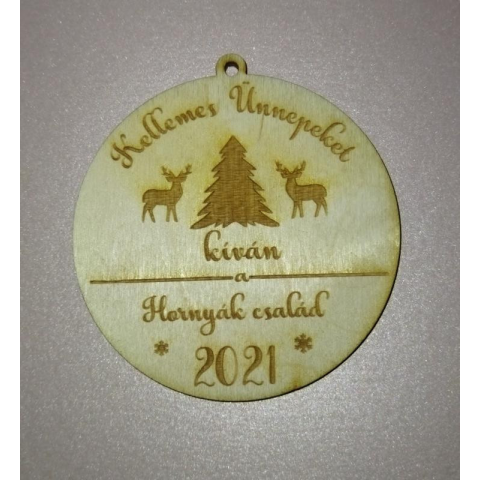 Kellemes Ünnepeket
kíván
a
Hornyák család
2021